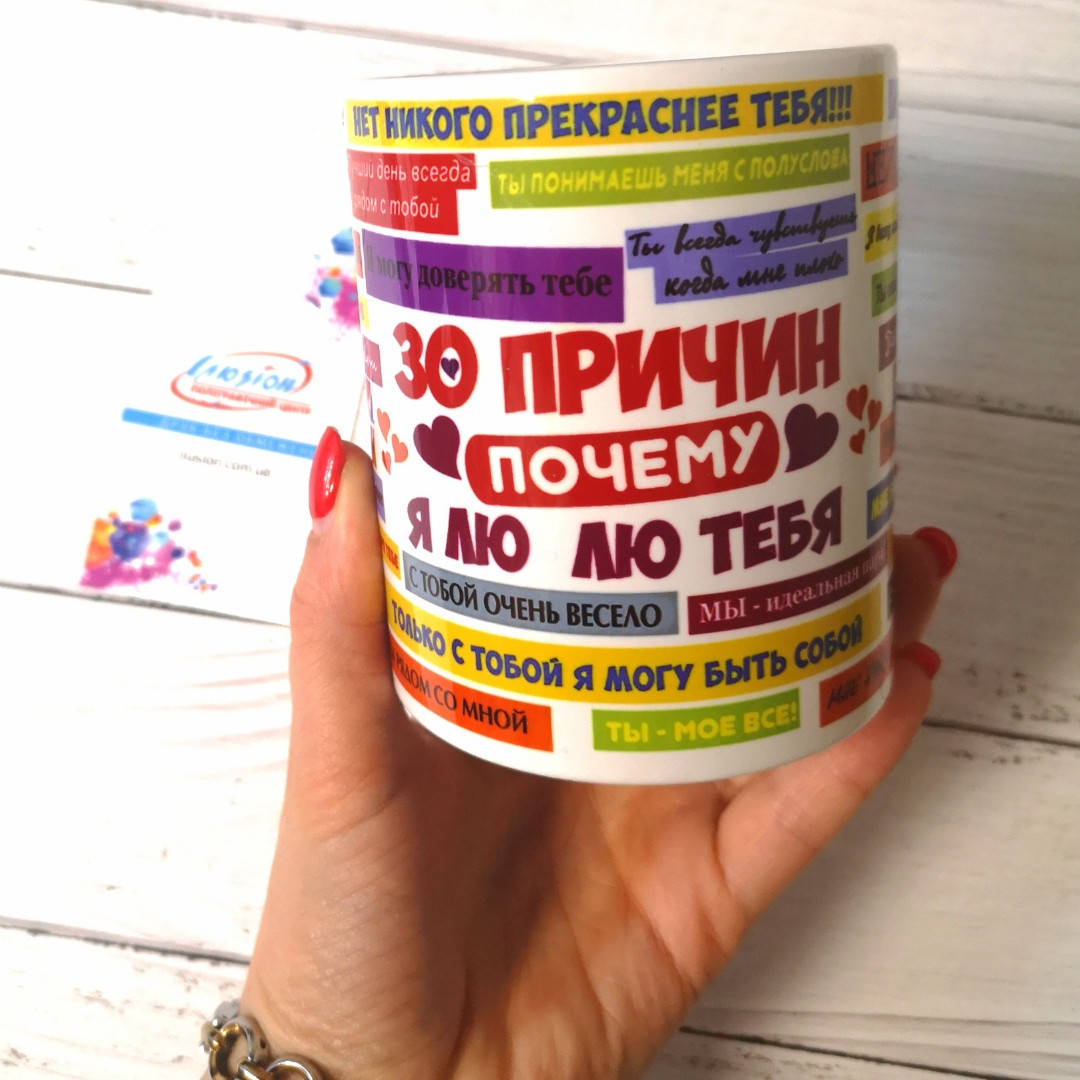 НЕТ НИКОГО ПРЕКРАСНЕЕ ТЕБЯ!!!
день всегда
с тобой
ТЫ ПОНИМАЕШЬ МЕНЯ С ПОЛУСЛОВА
Я могу доверять тебе
Ты всегда чувствуешь
когда мне плохо
30 ПРИЧИН
ПОЧЕМУ
Я ЛЮ ЛЮ ТЕБЯ
С ТОБОЙ ОЧЕНЬ ВЕСЕЛО
МЫ - идеальная
ТОЛЬКО С ТОБОЙ Я МОГУ БЫТЬ СОБОЙ
РЯДОМ СО МНОЙ
ТЫ - МОЕ ВСЕ!